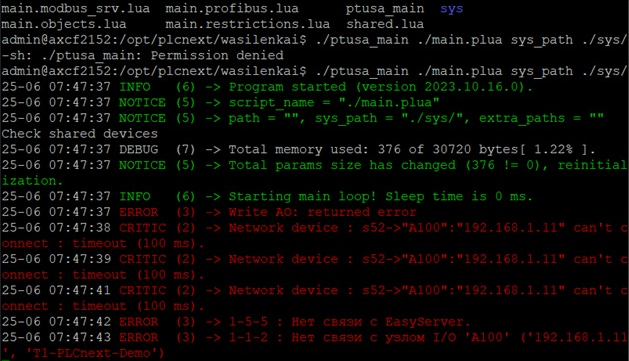 main.modbus_srv.lua  main.profibus.lua      ptusa_main  sys
main.objects.lua     main.restrictions.lua  shared.lua
admin@axcf2152:/opt/plcnext/wasilenkai$ ./ptusa_main ./main.plua sys_path ./sys/
-sh: ./ptusa_main: Permission denied
admin@axcf2152:/opt/plcnext/wasilenkai$ ./ptusa_main ./main.plua sys_path ./sys/
25-06 07:47:37 INFO   (6) -> Program started (version 2023.10.16.0).
25-06 07:47:37 NOTICE (5) -> script_name = "./main.plua"
25-06 07:47:37 NOTICE (5) -> path = "", sys_path = "./sys/", extra_paths = ""
Check shared devices
25-06 07:47:37 DEBUG  (7) -> Total memory used: 376 of 30720 bytes[ 1.22% ].
25-06 07:47:37 NOTICE (5) -> Total params size has changed (376 != 0), reinitial
ization.
25-06 07:47:37 INFO   (6) -> Starting main loop! Sleep time is 0 ms.
25-06 07:47:37 ERROR  (3) -> Write AO: returned error
25-06 07:47:38 CRITIC (2) -> Network device : s52->"A100":"192.168.1.11" can't c
onnect : timeout (100 ms).
25-06 07:47:39 CRITIC (2) -> Network device : s52->"A100":"192.168.1.11" can't c
onnect : timeout (100 ms).
25-06 07:47:41 CRITIC (2) -> Network device : s52->"A100":"192.168.1.11" can't c
onnect : timeout (100 ms).
25-06 07:47:42 ERROR  (3) -> 1-5-5 : Нет связи с EasyServer.
25-06 07:47:43 ERROR  (3) -> 1-1-2 : Нет связи с узлом I/O 'A100' ('192.168.1.11
', 'T1-PLCnext-Demo')